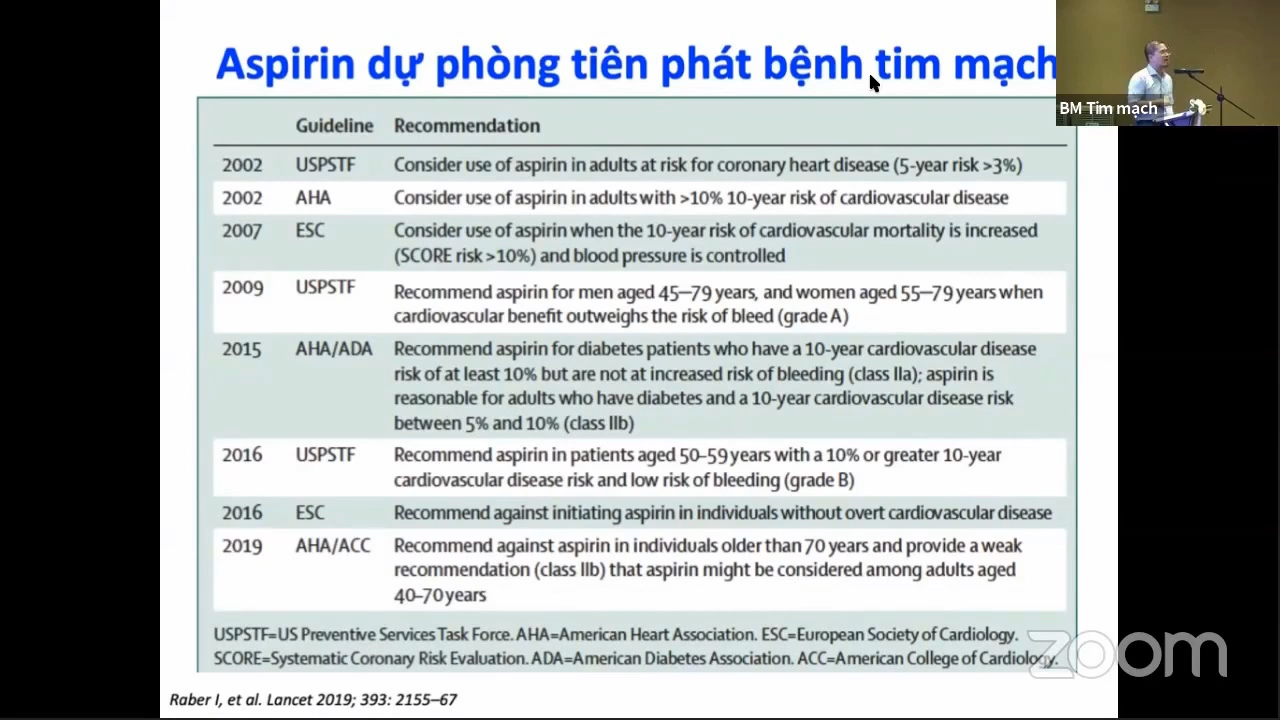 Aspirin dự phòng tiên phát bệnh tim mạch
BM Tim mach
Guideline Recommendation
2002 USPSTF Consider use of aspirin in adults at risk for coronary heart disease (5-year risk >3%)
2002 AHA Consider use of aspirin in adults with >10% 10-year risk of cardiovascular disease
2007 ESC Consider use of aspirin when the 10-year risk of cardiovascular mortality is increased
(SCORE risk >10%) and blood pressure is controlled
2009 USPSTF Recommend aspirin for men aged 45–79 years, and women aged 55–79 years when
cardiovascular benefit outweighs the risk of bleed (grade A)
2015 AHA/ADA Recommend aspirin for diabetes patients who have a 10-year cardiovascular disease
risk of at least 10% but are not at increased risk of bleeding (class IIa); aspirin is
reasonable for adults who have diabetes and a 10-year cardiovascular disease risk
between 5% and 10% (class IIb)
2016 USPSTF Recommend aspirin in patients aged 50–59 years with a 10% or greater 10-year
cardiovascular disease risk and low risk of bleeding (grade B)
2016 ESC Recommend against initiating aspirin in individuals without overt cardiovascular disease
2019 AHA/ACC Recommend against aspirin in individuals older than 70 years and provide a weak
recommendation (class IIb) that aspirin might be considered among adults aged
40–70 years
USPSTF=US Preventive Services Task Force. AHA=American Heart Association. ESC=European Society of Cardiology.
SCORE=Systematic Coronary Risk Evaluation. ADA=American Diabetes Association. ACC=American College of Cardiology.
zoom
Raber I, et al. Lancet 2019; 393: 2155–67